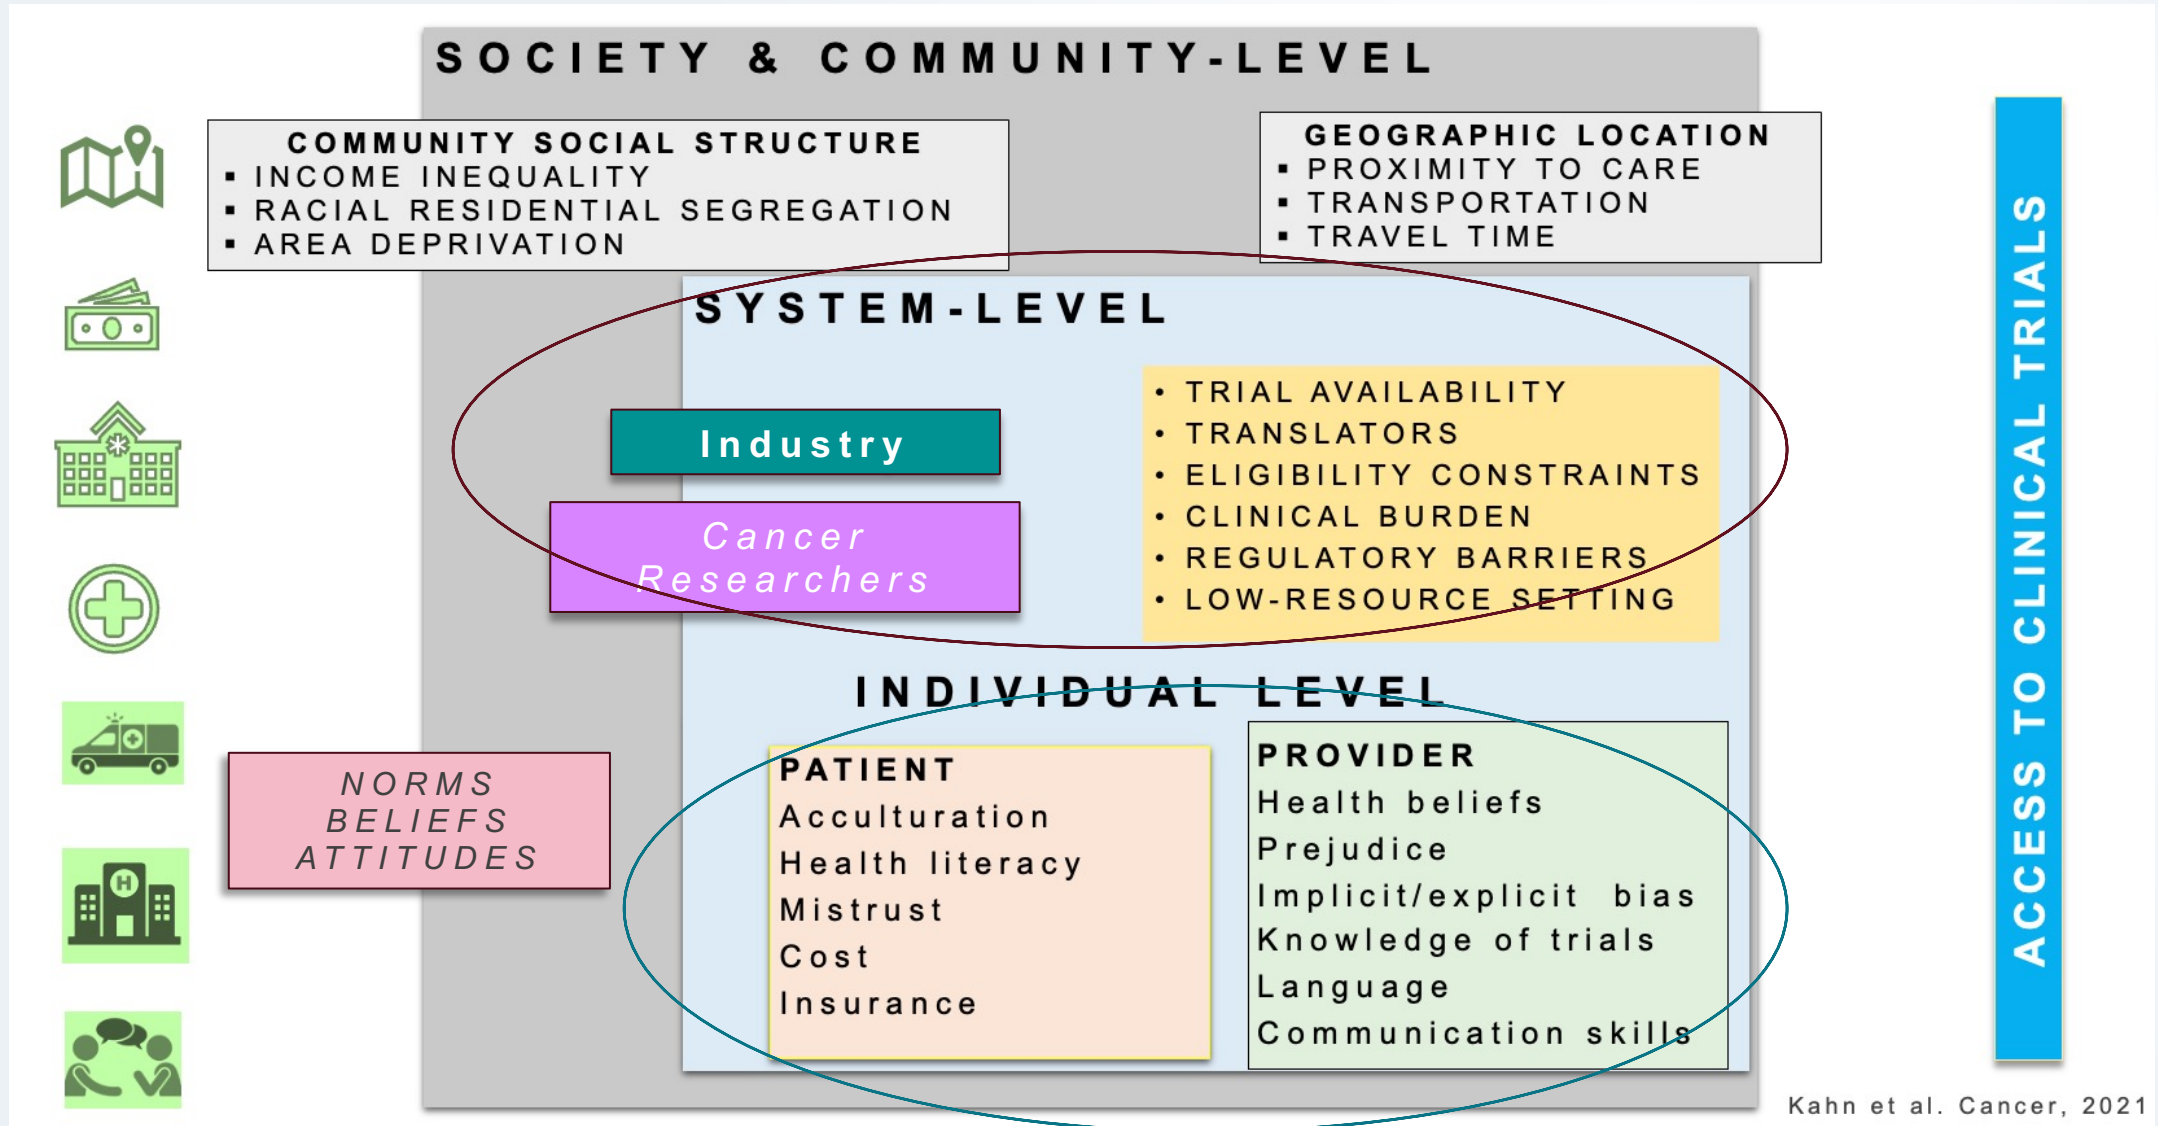 SOCIETY & COMMUNITY-LEVEL
COMMUNITY SOCIAL STRUCTURE
▪ INCOME INEQUALITY
▪ RACIAL RESIDENTIAL SEGREGATION
▪ AREA DEPRIVATION
GEOGRAPHIC LOCATION
▪ PROXIMITY TO CARE
▪ TRANSPORTATION
▪ TRAVEL TIME
SYSTEM-LEVEL
Industry
Cancer
Researchers
• TRIAL AVAILABILITY
• TRANSLATORS
• ELIGIBILITY CONSTRAINTS
• CLINICAL BURDEN
• REGULATORY BARRIERS
• LOW-RESOURCE SETTING
INDIVIDUAL LEVEL
NORMS
BELIEFS
ATTITUDES
PATIENT
Acculturation
Health literacy
Mistrust
Cost
Insurance
PROVIDER
Health beliefs
Prejudice
Implicit/explicit bias
Knowledge of trials
Language
Communication skills
H
ACCESS TO CLINICAL TRIALS
Kahn et al. Cancer, 2021